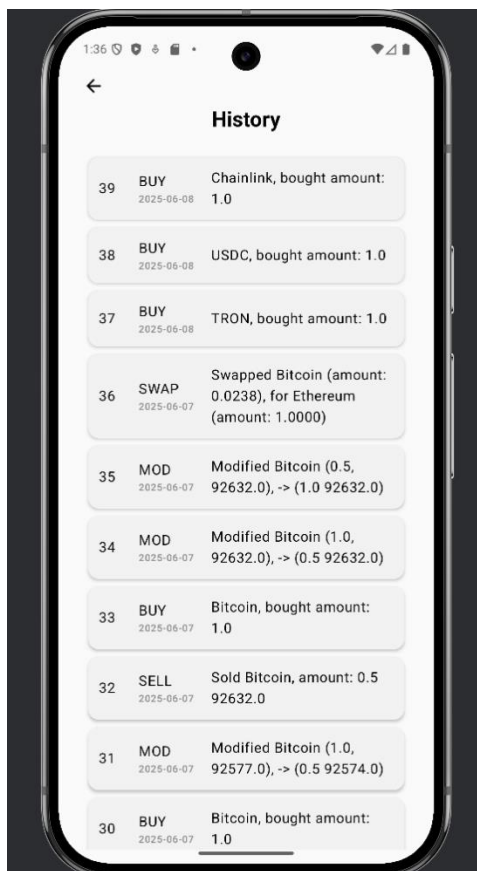 1:36
History
39 BUY Chainlink, bought amount:
2025-06-08 1.0
38 BUY USDC, bought amount: 1.0
2025-06-08
37 BUY TRON, bought amount: 1.0
2025-06-08
36 SWAP Swapped Bitcoin (amount:
2025-06-07 0.0238), for Ethereum
(amount: 1.0000)
35 MOD Modified Bitcoin (0.5,
2025-06-07 92632.0), -> (1.0 92632.0)
34 MOD Modified Bitcoin (1.0,
2025-06-07 92632.0), -> (0.5 92632.0)
33 BUY Bitcoin, bought amount:
2025-06-07 1.0
32 SELL Sold Bitcoin, amount: 0.5
2025-06-07 92632.0
31 MOD Modified Bitcoin (1.0,
2025-06-07 92577.0), -> (0.5 92574.0)
30 BUY Bitcoin, bought amount:
2025-06-07 1.0